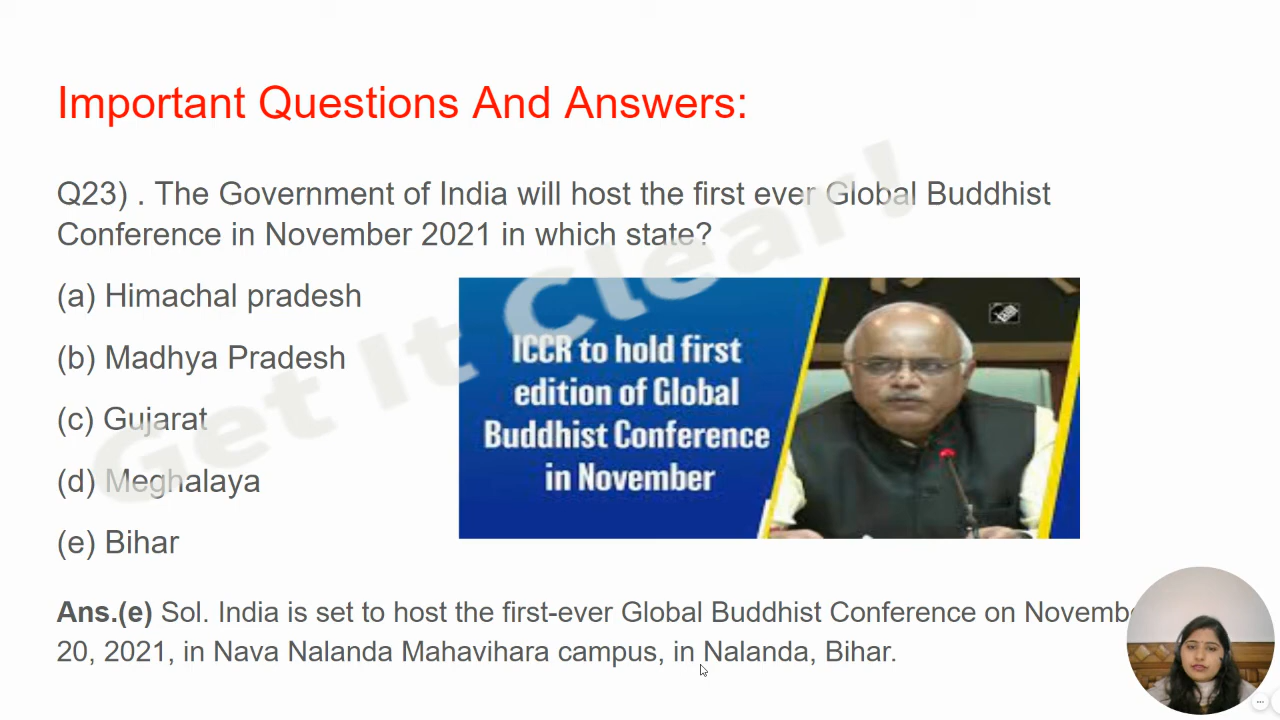 Important Questions And Answers:
Q23) . The Government of India will host the first ever Global Buddhist
Conference in November 2021 in which state?
(a) Himachal pradesh
(b) Madhya Pradesh
(c) Gujarat
(d) Meghalaya
(e) Bihar
ICCR to hold first
edition of Global
Buddhist Conference
in November
Get It Clear!
Ans.(e) Sol. India is set to host the first-ever Global Buddhist Conference on
20, 2021, in Nava Nalanda Mahavihara campus, in Nalanda, Bihar.